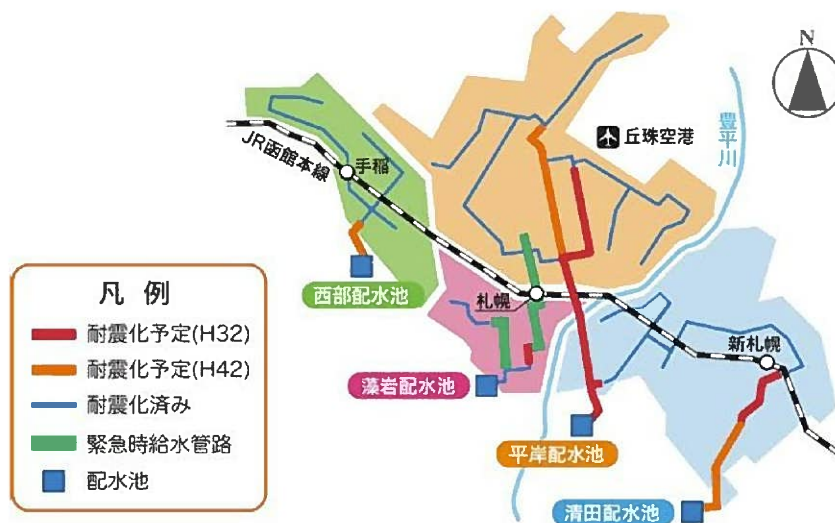 N
丘珠空港
豊平川
JR函館本線
手稲
西部配水池
札幌
新札幌
藻岩配水池
平岸配水池
清田配水池
凡 例
耐震化予定(H32)
耐震化予定(H42)
耐震化済み
緊急時給水管路
配水池